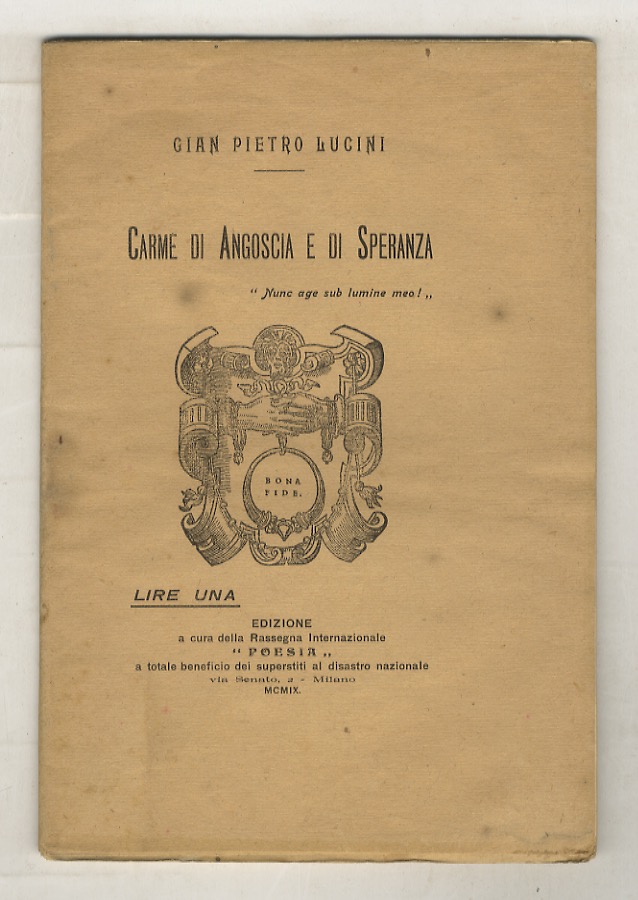 GIAN PIETRO LUCINI
CARME DI ANGOSCIA E DI SPERANZA
“ Nunc age sub lumine meo! „
BONA
FIDE.
LIRE UNA
EDIZIONE
a cura della Rassegna Internazionale
“ POESIA „
a totale beneficio dei superstiti al disastro nazionale
via Senato, 2 - Milano
MCMIX.